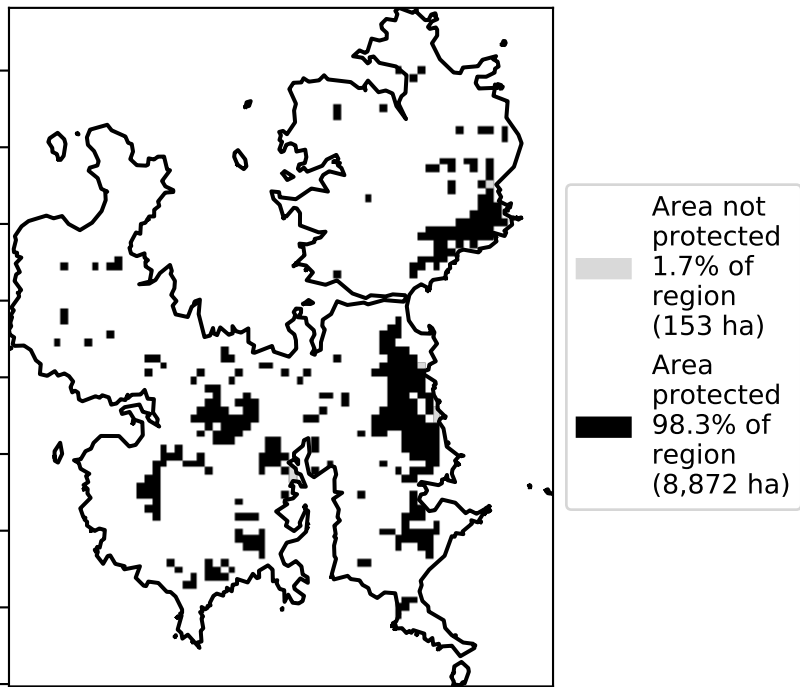 Area not
protected
1.7% of
region
(153 ha)
Area
protected
98.3% of
region
(8,872 ha)